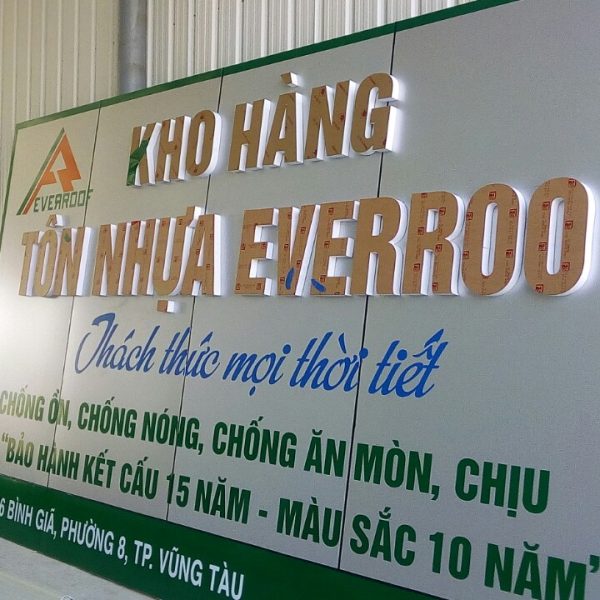 KHO HÀNG
EVERROOF
TÔN NHỰA EVERROO
Thách thức mọi thời tiết
CHỐNG ỒN, CHỐNG NÓNG, CHỐNG ĂN MÒN, CHỊU
"BẢO HÀNH KẾT CẤU 15 NĂM - MÀU SẮC 10 NĂM"
6 BÌNH GIÃ, PHƯỜNG 8, TP. VŨNG TÀU